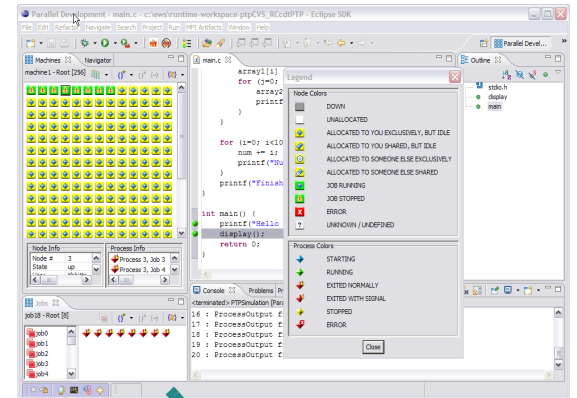 Parallel Development - main.c - c:\ews\runtime-workspace-ptpCVS_RCcdtPTP - Eclipse SDK
File Edit Refactor Navigate Search Project Run MPI Artifacts Window Help
Parallel Devel... »
Machines Navigator
machine1 - Root [256]
main.c
array1[i]
for (j=0;
array2
printf
}
}
for (i=0; i<10
num += i;
printf("Nu
}
printf("Finish
}
int main() {
printf("Hello
display();
return 0;
}
Legend
Node Colors
DOWN
UNALLOCATED
ALLOCATED TO YOU EXCLUSIVELY, BUT IDLE
ALLOCATED TO YOU SHARED, BUT IDLE
ALLOCATED TO SOMEONE ELSE EXCLUSIVELY
ALLOCATED TO SOMEONE ELSE SHARED
JOB RUNNING
JOB STOPPED
ERROR
? UNKNOWN / UNDEFINED
Process Colors
STARTING
RUNNING
EXITED NORMALLY
EXITED WITH SIGNAL
STOPPED
ERROR
Close
Outline
stdio.h
display
main
Node Info
Node # 3
State up
Process Info
Process 3, Job 3
Process 3, Job 4
Jobs
job18 - Root [8]
job0
job1
job2
job3
job4
Console Problems Pr
<terminated> PTPSimulation [Para
16 : ProcessOutput f
17 : ProcessOutput f
18 : ProcessOutput f
19 : ProcessOutput f
20 : ProcessOutput f